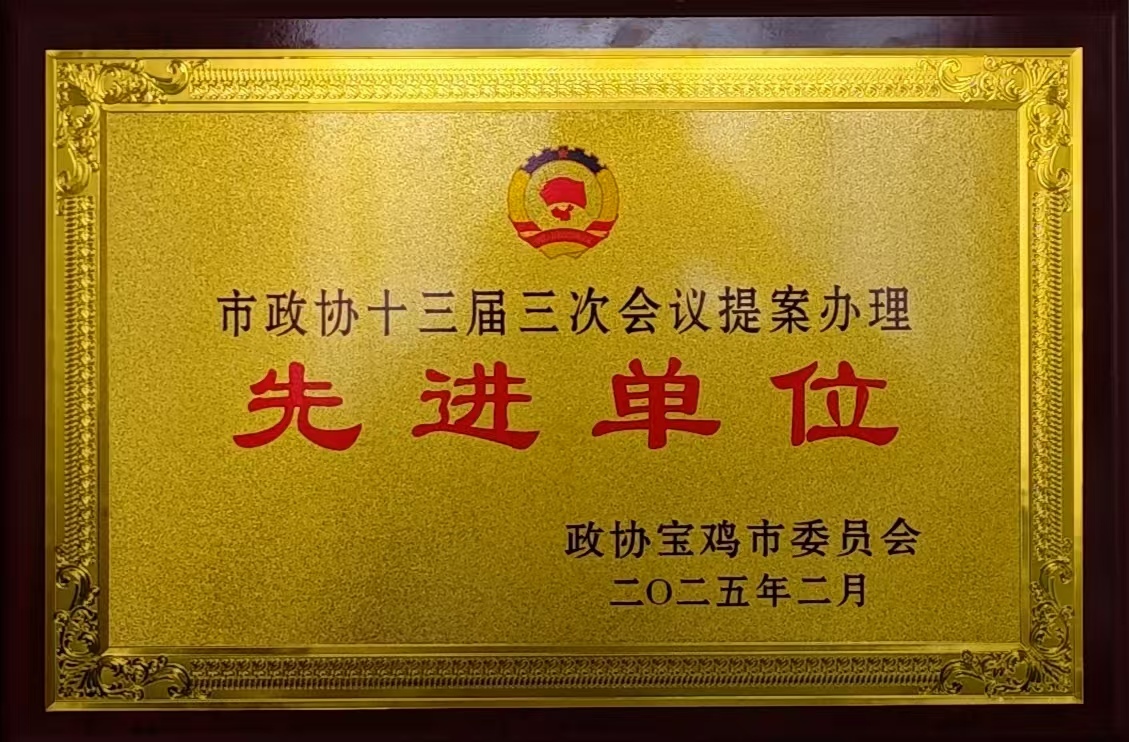 市政协十三届三次会议提案办理
先进单位
政协宝鸡市委员会
二〇二五年二月